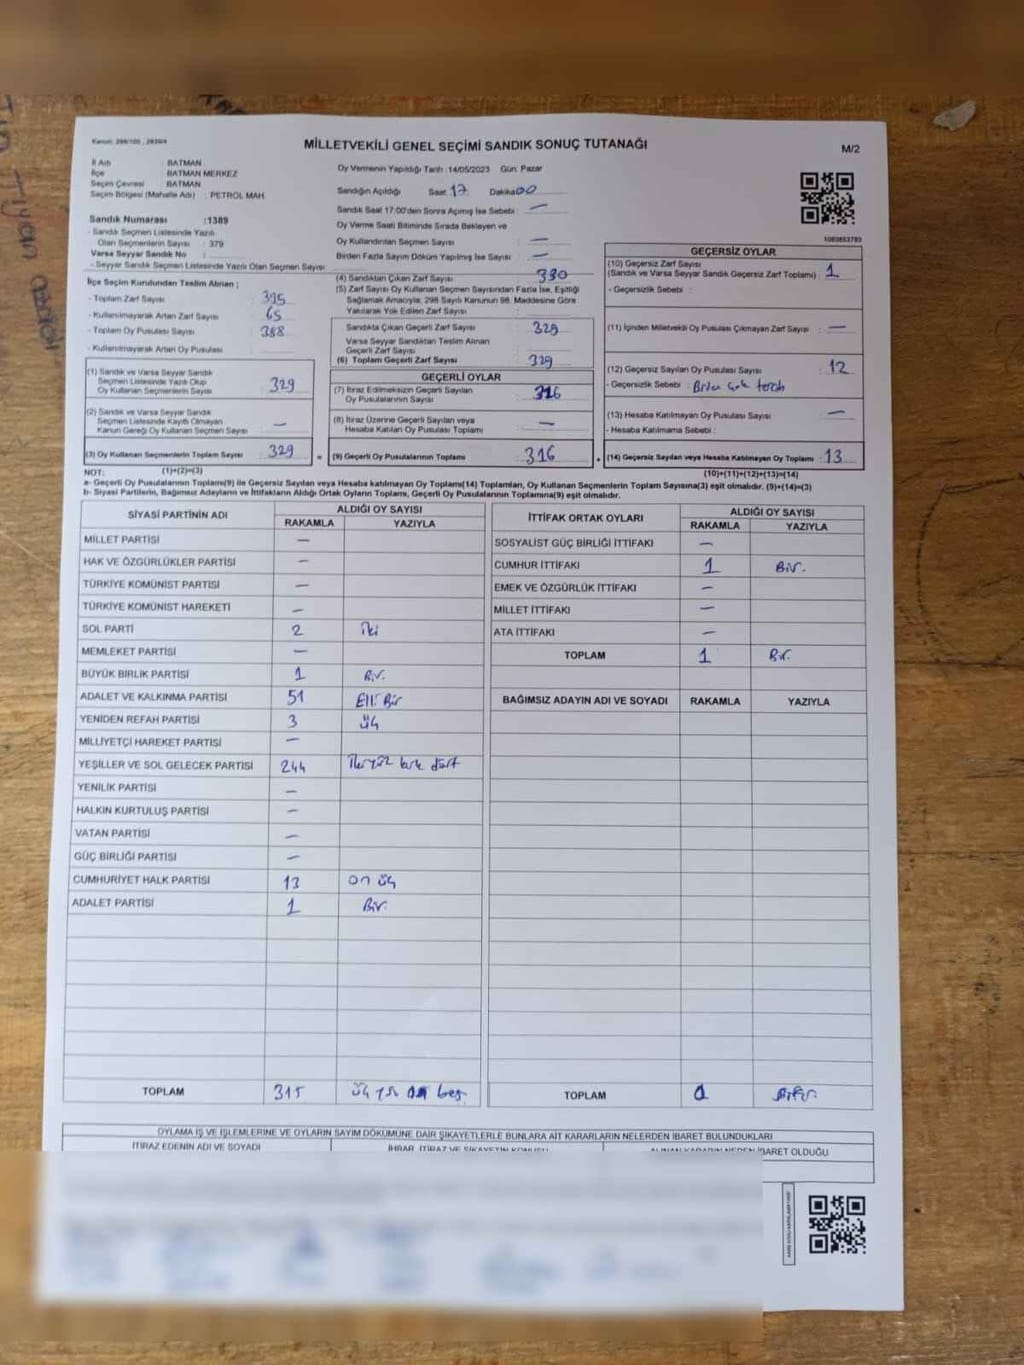 Kanun: 298/105 , 2839/4
MİLLETVEKİLİ GENEL SEÇİMİ SANDIK SONUÇ TUTANAĞI
M/2
İl Adı : BATMAN
İlçe : BATMAN MERKEZ
Seçim Çevresi : BATMAN
Seçim Bölgesi (Mahalle Adı) : PETROL MAH.
Sandık Numarası :1389
- Sandık Seçmen Listesinde Yazılı
Olan Seçmenlerin Sayısı : 379
Varsa Seyyar Sandık No :
- Seyyar Sandık Seçmen Listesinde Yazılı Olan Seçmen Sayısı
İlçe Seçim Kurulundan Teslim Alınan ;
- Toplam Zarf Sayısı : 395
- Kullanılmayarak Artan Zarf Sayısı : 65
- Toplam Oy Pusulası Sayısı : 388
- Kullanılmayarak Artan Oy Pusulası
(1) Sandık ve Varsa Seyyar Sandık
Seçmen Listesinde Yazılı Olup
Oy Kullanan Seçmenlerin Sayısı : 329
(2) Sandık ve Varsa Seyyar Sandık
Seçmen Listesinde Kayıtlı Olmayan
Kanun Gereği Oy Kullanan Seçmen Sayısı : —
(3) Oy Kullanan Seçmenlerin Toplam Sayısı : 329 =
Oy Vermenin Yapıldığı Tarih :14/05/2023 Gün: Pazar
Sandığın Açıldığı Saat :17 Dakika:00
Sandık Saat 17.00'den Sonra Açılmış İse Sebebi : —
Oy Verme Saati Bitiminde Sırada Bekleyen ve
Oy Kullandırılan Seçmen Sayısı : —
Birden Fazla Sayım Döküm Yapılmış İse Sayısı : —
(4) Sandıktan Çıkan Zarf Sayısı : 330
(5) Zarf Sayısı Oy Kullanan Seçmen Sayısından Fazla İse, Eşitliği
Sağlamak Amacıyla, 298 Sayılı Kanunun 98. Maddesine Göre
Yakılarak Yok Edilen Zarf Sayısı :
Sandıkta Çıkan Geçerli Zarf Sayısı : 329
Varsa Seyyar Sandıktan Teslim Alınan
Geçerli Zarf Sayısı :
(6) Toplam Geçerli Zarf Sayısı : 329
GEÇERLİ OYLAR
(7) İtiraz Edilmeksizin Geçerli Sayılan
Oy Pusulalarının Sayısı : 316
(8) İtiraz Üzerine Geçerli Sayılan veya
Hesaba Katılan Oy Pusulası Toplamı : —
(9) Geçerli Oy Pusulalarının Toplamı : 316 +
1083853783
GEÇERSİZ OYLAR
(10) Geçersiz Zarf Sayısı
(Sandık ve Varsa Seyyar Sandık Geçersiz Zarf Toplamı) : 1
- Geçersizlik Sebebi :
(11) İçinden Milletvekili Oy Pusulası Çıkmayan Zarf Sayısı : —
(12) Geçersiz Sayılan Oy Pusulası Sayısı : 12
- Geçersizlik Sebebi : çok
(13) Hesaba Katılmayan Oy Pusulası Sayısı : —
- Hesaba Katılmama Sebebi :
(14) Geçersiz Sayılan veya Hesaba Katılmayan Oy Toplamı : 13
NOT: (1)+(2)=(3)
(10)+(11)+(12)+(13)=(14)
a- Geçerli Oy Pusulalarının Toplamı(9) ile Geçersiz Sayılan veya Hesaba katılmayan Oy Toplamı(14) Toplamları, Oy Kullanan Seçmenlerin Toplam Sayısına(3) eşit olmalıdır. (9)+(14)=(3)
b- Siyasi Partilerin, Bağımsız Adayların ve İttifakların Aldığı Ortak Oyların Toplamı, Geçerli Oy Pusulalarının Toplamına(9) eşit olmalıdır.
SİYASİ PARTİNİN ADI ALDIĞI OY SAYISI
RAKAMLA YAZIYLA
MİLLET PARTİSİ —
HAK VE ÖZGÜRLÜKLER PARTİSİ —
TÜRKİYE KOMÜNİST PARTİSİ —
TÜRKİYE KOMÜNİST HAREKETİ —
SOL PARTİ 2 iki
MEMLEKET PARTİSİ —
BÜYÜK BİRLİK PARTİSİ 1 Bir.
ADALET VE KALKINMA PARTİSİ 51 Elli Bir
YENİDEN REFAH PARTİSİ 3 üç
MİLLİYETÇİ HAREKET PARTİSİ —
YEŞİLLER VE SOL GELECEK PARTİSİ 244 İkiyüz kırk dört
YENİLİK PARTİSİ —
HALKIN KURTULUŞ PARTİSİ —
VATAN PARTİSİ —
GÜÇ BİRLİĞİ PARTİSİ —
CUMHURİYET HALK PARTİSİ 13 on üç
ADALET PARTİSİ 1 Bir.
TOPLAM 315 üç yüz on beş
İTTİFAK ORTAK OYLARI ALDIĞI OY SAYISI
RAKAMLA YAZIYLA
SOSYALİST GÜÇ BİRLİĞİ İTTİFAKI —
CUMHUR İTTİFAKI 1 Bir.
EMEK VE ÖZGÜRLÜK İTTİFAKI —
MİLLET İTTİFAKI —
ATA İTTİFAKI —
TOPLAM 1 Bir.
BAĞIMSIZ ADAYIN ADI VE SOYADI RAKAMLA YAZIYLA
TOPLAM
OYLAMA İŞ VE İŞLEMLERİNE VE OYLARIN SAYIM DÖKÜMÜNE DAİR ŞİKAYETLERLE BUNLARA AİT KARARLARIN NELERDEN İBARET BULUNDUKLARI
İTİRAZ EDENİN ADI VE SOYADI İHBAR, İTİRAZ VE ŞİKAYETİN KONUSU ALINAN KARARIN NEDEN İBARET OLDUĞU